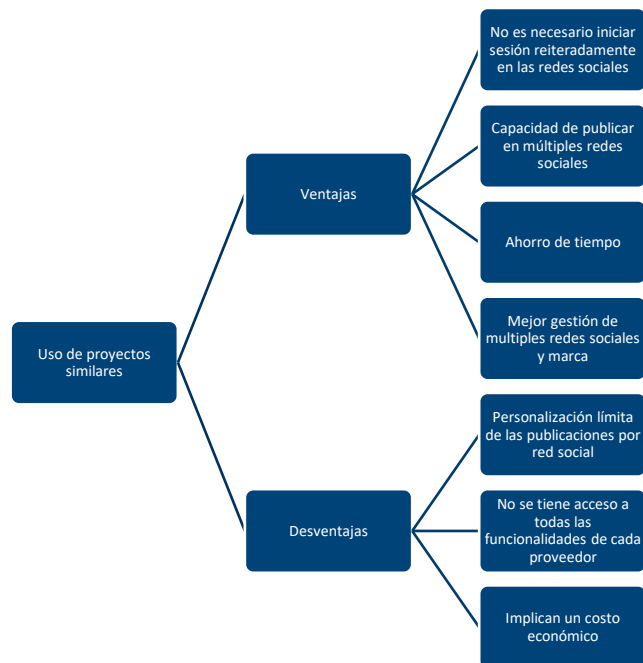 No es necesario iniciar
sesión reiteradamente
en las redes sociales
Capacidad de publicar
en múltiples redes
sociales
Ventajas
Ahorro de tiempo
Mejor gestión de
multiples redes sociales
y marca
Uso de proyectos
similares
Personalización límita
de las publicaciones por
red social
No se tiene acceso a
todas las
funcionalidades de cada
proveedor
Desventajas
Implican un costo
económico